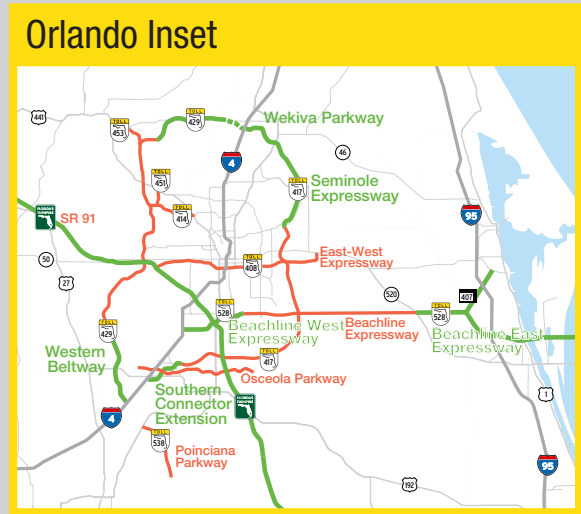 Orlando Inset
441
TOLL
453
TOLL
429
Wekiva Parkway
46
4
TOLL
451
TOLL
417
Seminole
Expressway
TOLL
414
FLORIDA'S
TURNPIKE
SR 91
95
50
27
TOLL
408
East-West
Expressway
520
407
TOLL
528
TOLL
528
TOLL
429
Beachline West
Expressway
Beachline
Expressway
Beachline East
Expressway
Western
Beltway
TOLL
417
Osceola Parkway
Southern
Connector
Extension
FLORIDA'S
TURNPIKE
4
1
TOLL
538
Poinciana
Parkway
95
192